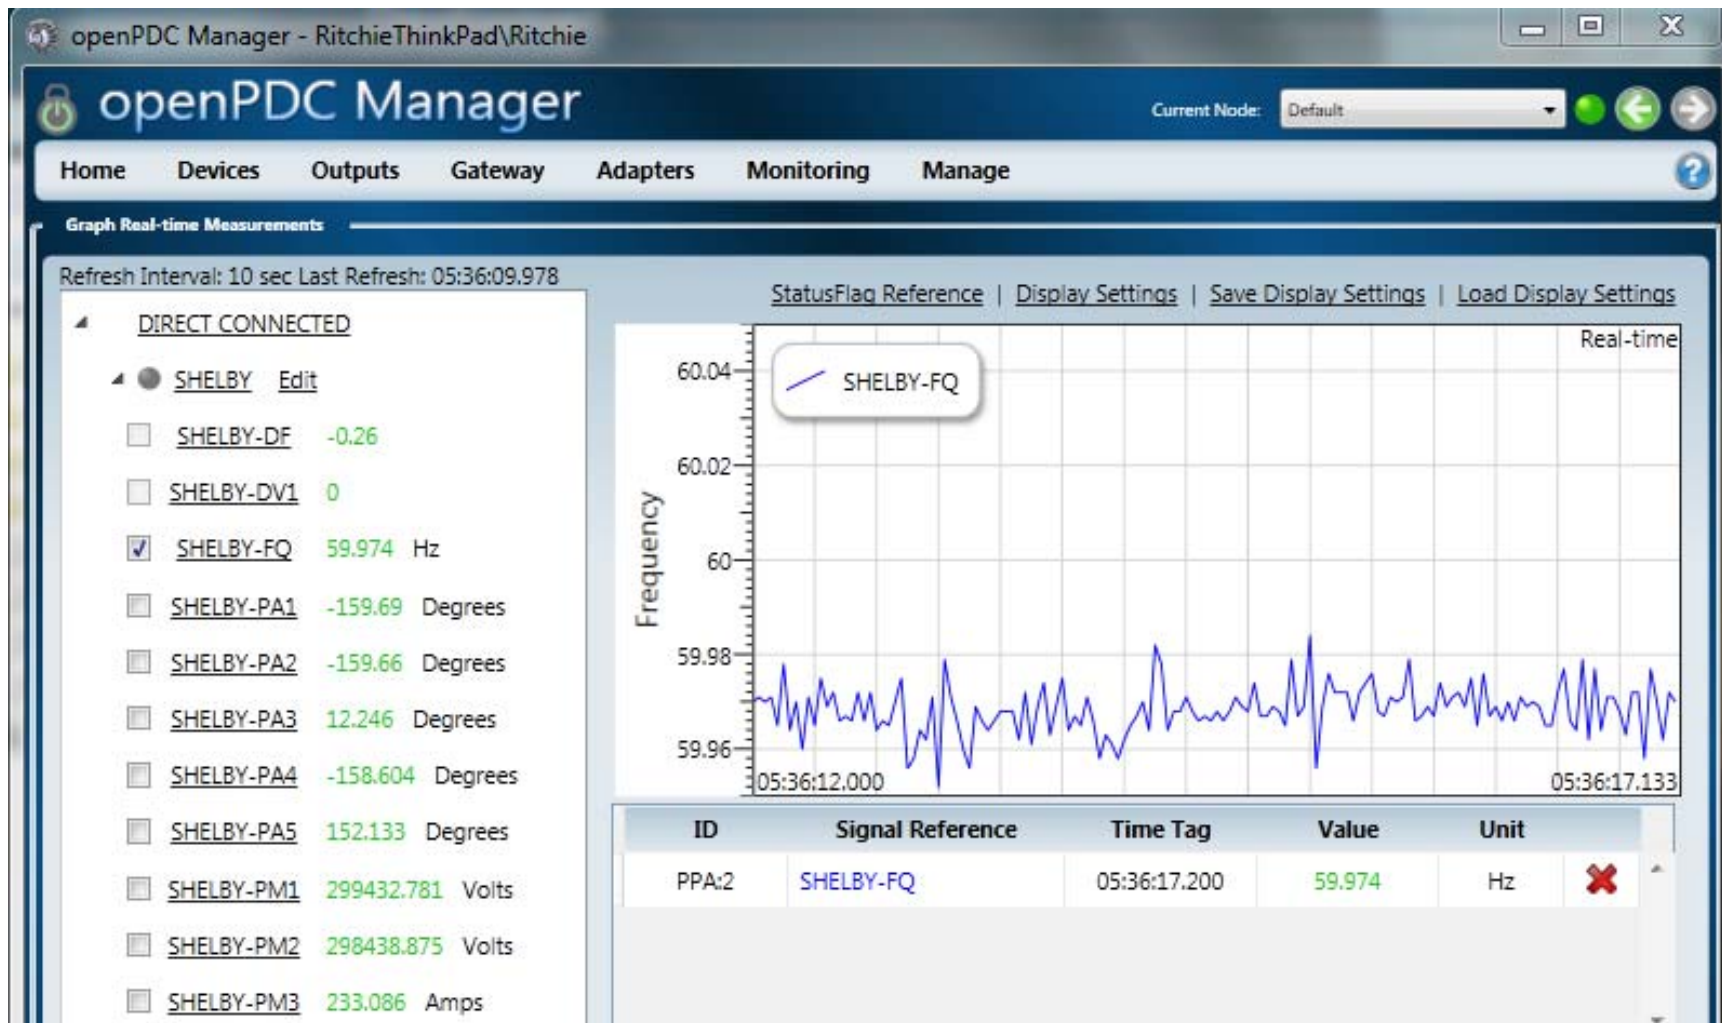 openPDC Manager - RitchieThinkPad\Ritchie
openPDC Manager
Current Node: Default
Home Devices Outputs Gateway Adapters Monitoring Manage
Graph Real-time Measurements
Refresh Interval: 10 sec Last Refresh: 05:36:09.978
DIRECT CONNECTED
SHELBY Edit
SHELBY-DF -0.26
SHELBY-DV1 0
SHELBY-FQ 59.974 Hz
SHELBY-PA1 -159.69 Degrees
SHELBY-PA2 -159.66 Degrees
SHELBY-PA3 12.246 Degrees
SHELBY-PA4 -158.604 Degrees
SHELBY-PA5 152.133 Degrees
SHELBY-PM1 299432.781 Volts
SHELBY-PM2 298438.875 Volts
SHELBY-PM3 233.086 Amps
StatusFlag Reference | Display Settings | Save Display Settings | Load Display Settings
Real-time
SHELBY-FQ
Frequency
60.04
60.02
60
59.98
59.96
05:36:12.000 05:36:17.133
ID Signal Reference Time Tag Value Unit
PPA:2 SHELBY-FQ 05:36:17.200 59.974 Hz